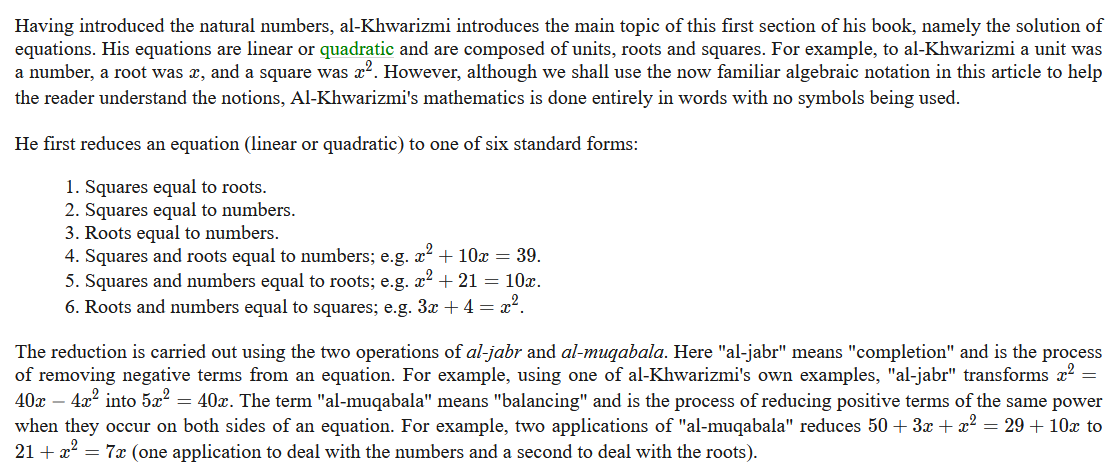 Having introduced the natural numbers, al-Khwarizmi introduces the main topic of this first section of his book, namely the solution of
equations. His equations are linear or quadratic and are composed of units, roots and squares. For example, to al-Khwarizmi a unit was
a number, a root was x, and a square was x². However, although we shall use the now familiar algebraic notation in this article to help
the reader understand the notions, Al-Khwarizmi's mathematics is done entirely in words with no symbols being used.
He first reduces an equation (linear or quadratic) to one of six standard forms:
1. Squares equal to roots.
2. Squares equal to numbers.
3. Roots equal to numbers.
4. Squares and roots equal to numbers; e.g. x² + 10x = 39.
5. Squares and numbers equal to roots; e.g. x² + 21 = 10x.
6. Roots and numbers equal to squares; e.g. 3x + 4 = x².
The reduction is carried out using the two operations of al-jabr and al-muqabala. Here "al-jabr" means "completion" and is the process
of removing negative terms from an equation. For example, using one of al-Khwarizmi's own examples, "al-jabr" transforms x² =
40x − 4x² into 5x² = 40x. The term "al-muqabala" means "balancing" and is the process of reducing positive terms of the same power
when they occur on both sides of an equation. For example, two applications of "al-muqabala" reduces 50 + 3x + x² = 29 + 10x to
21 + x² = 7x (one application to deal with the numbers and a second to deal with the roots).